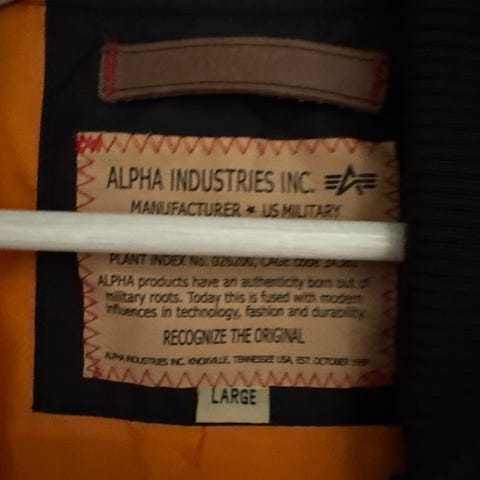 ALPHA INDUSTRIES INC.
MANUFACTURER ★ US MILITARY
PLANT INDEX No. CAGE code
ALPHA products have an authenticity born out of
military roots. Today this is fused with modern
influences in technology, fashion and durability
RECOGNIZE THE ORIGINAL
ALPHA INDUSTRIES INC. KNOXVILLE, TENNESSEE USA, EST. OCTOBER 1959
LARGE